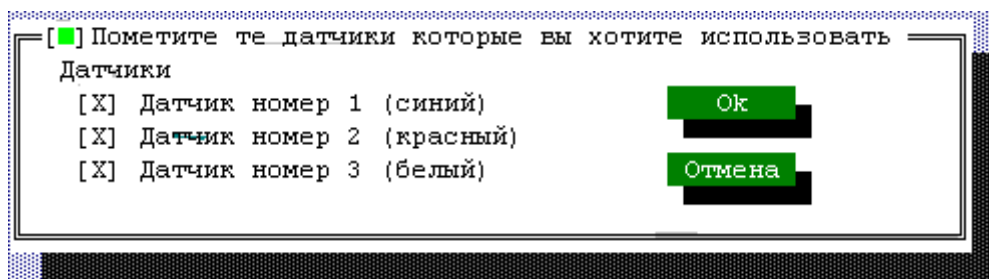 [■] Пометите те датчики которые вы хотите использовать
Датчики
[X] Датчик номер 1 (синий)
Ok
[X] Датчик номер 2 (красный)
[X] Датчик номер 3 (белый)
Отмена